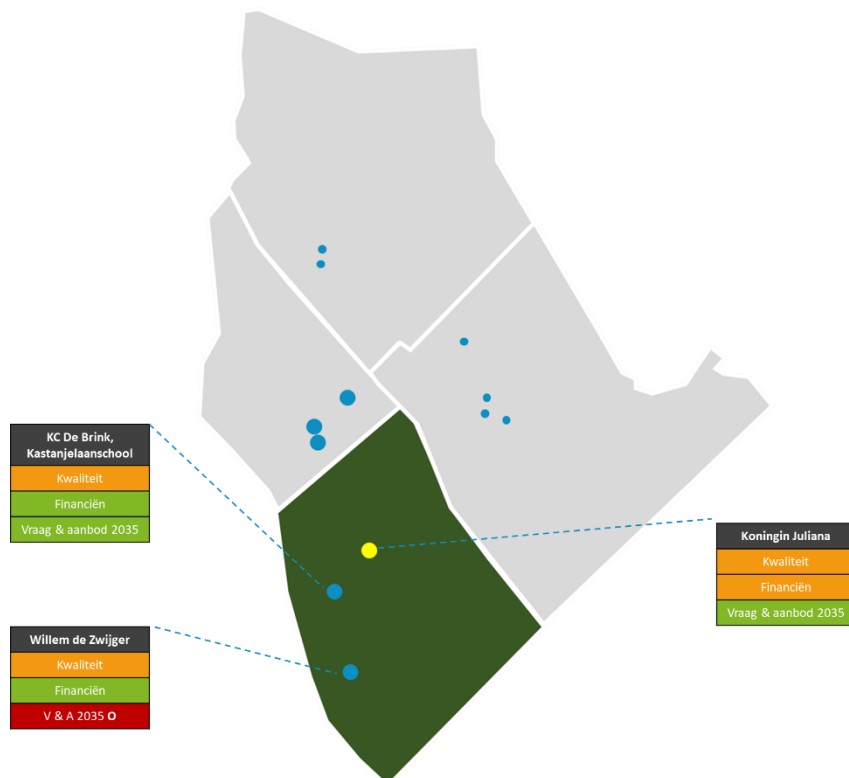 KC De Brink,
Kastanjelaanschool
Kwaliteit
Financiën
Vraag & aanbod 2035
Koningin Juliana
Kwaliteit
Financiën
Vraag & aanbod 2035
Willem de Zwijger
Kwaliteit
Financiën
V & A 2035 O